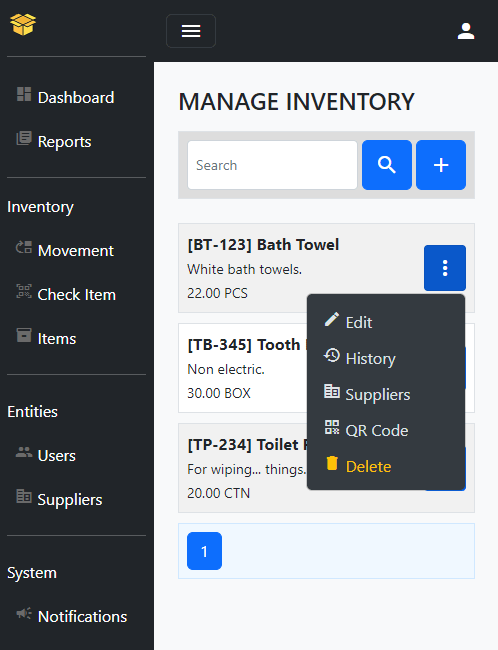 Dashboard
Reports
Inventory
Movement
Check Item
Items
Entities
Users
Suppliers
System
Notifications
MANAGE INVENTORY
Search
[BT-123] Bath Towel
White bath towels.
22.00 PCS
[TB-345] Tooth
Non electric.
30.00 BOX
[TP-234] Toilet
For wiping... things.
20.00 CTN
Edit
History
Suppliers
QR Code
Delete
1